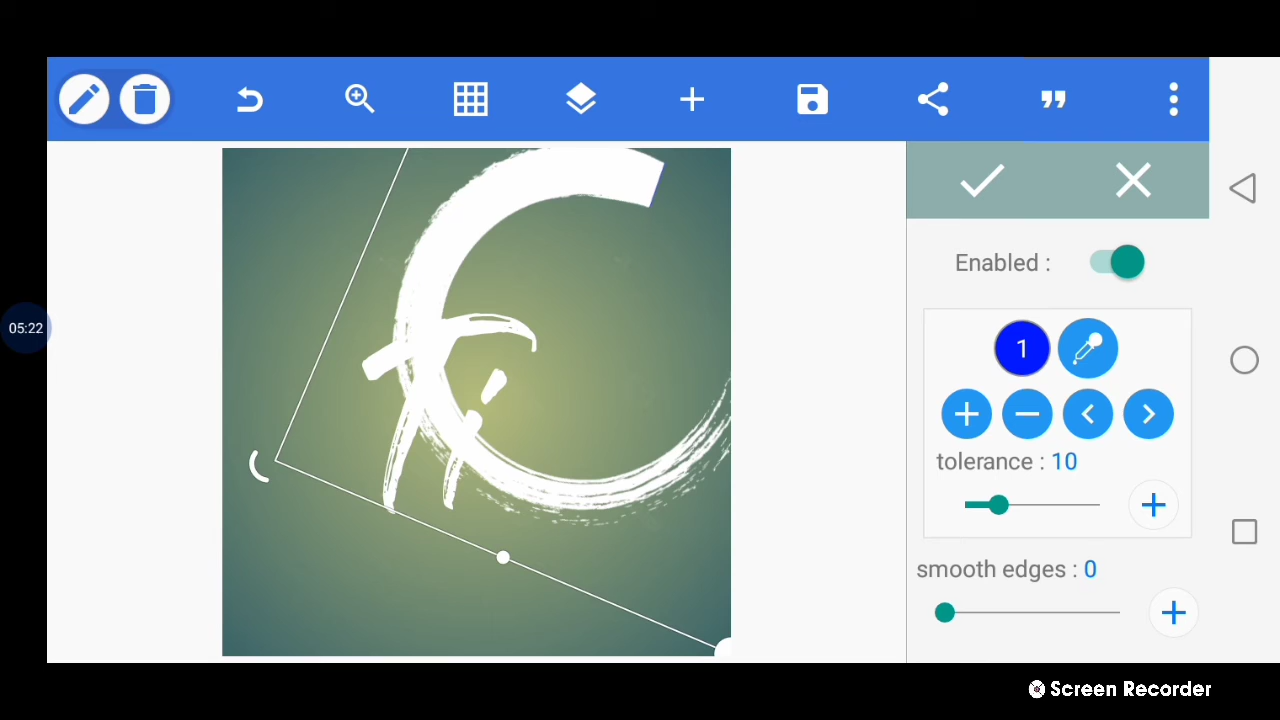 05:22
Enabled :
1
tolerance : 10
smooth edges : 0
Screen Recorder